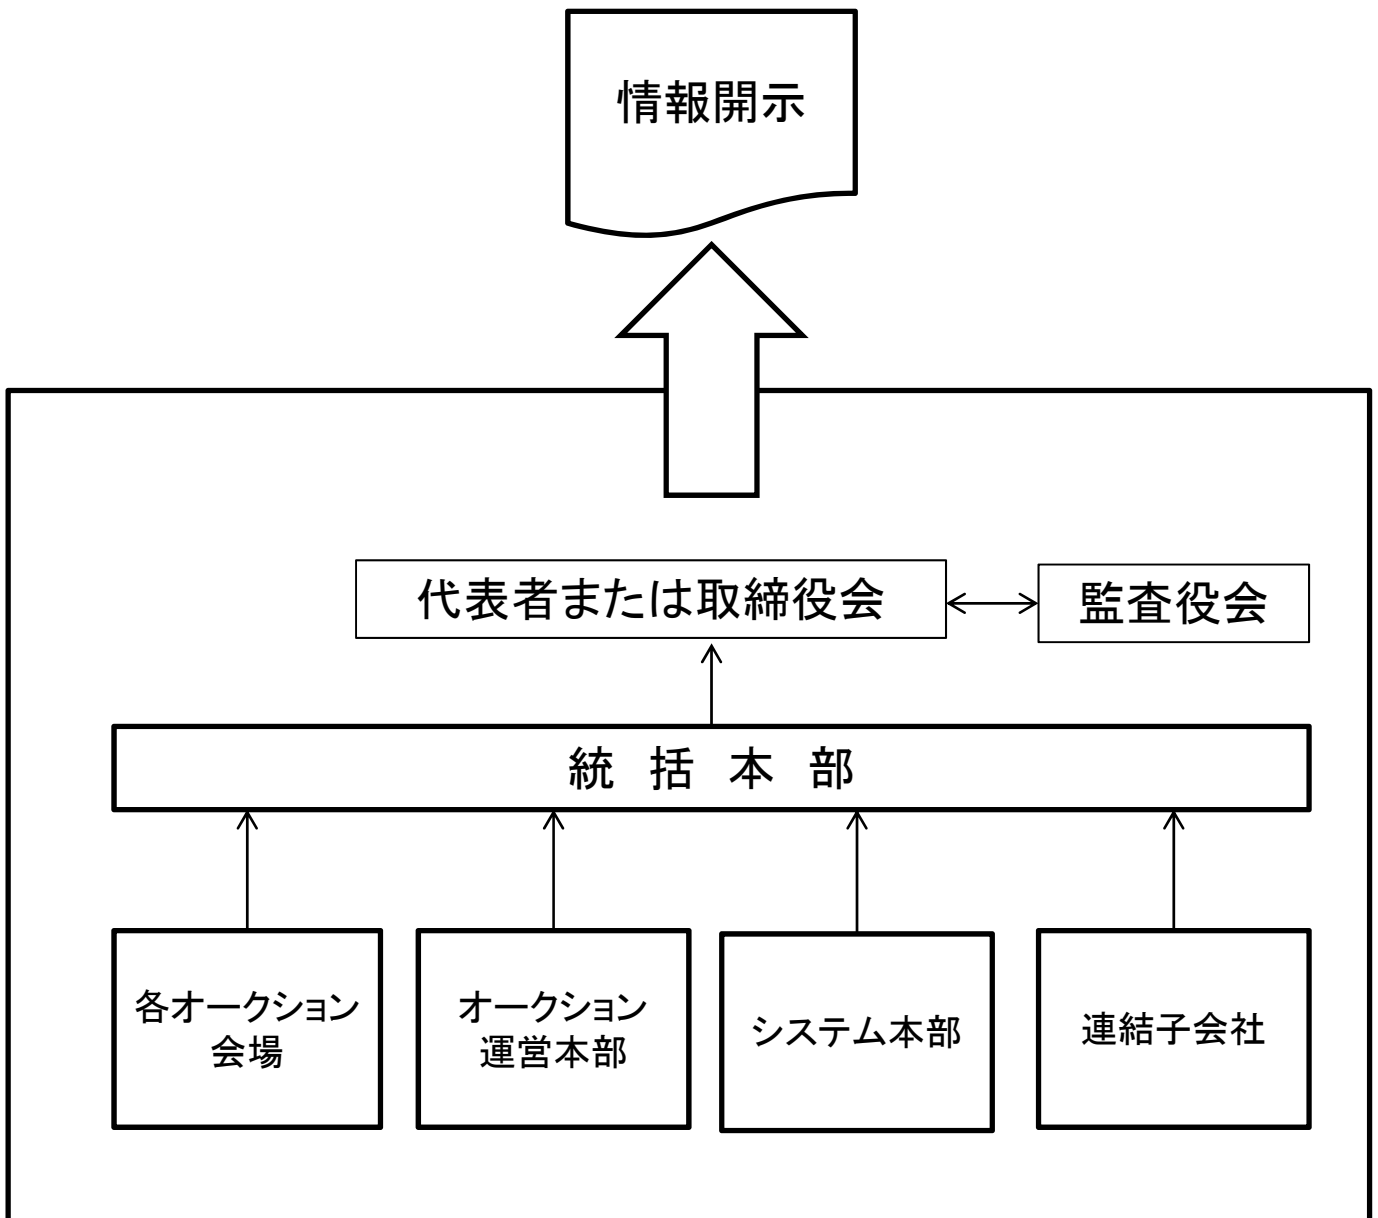 情報開示
代表者または取締役会
監査役会
統 括 本 部
各オークション
会場
オークション
運営本部
システム本部
連結子会社